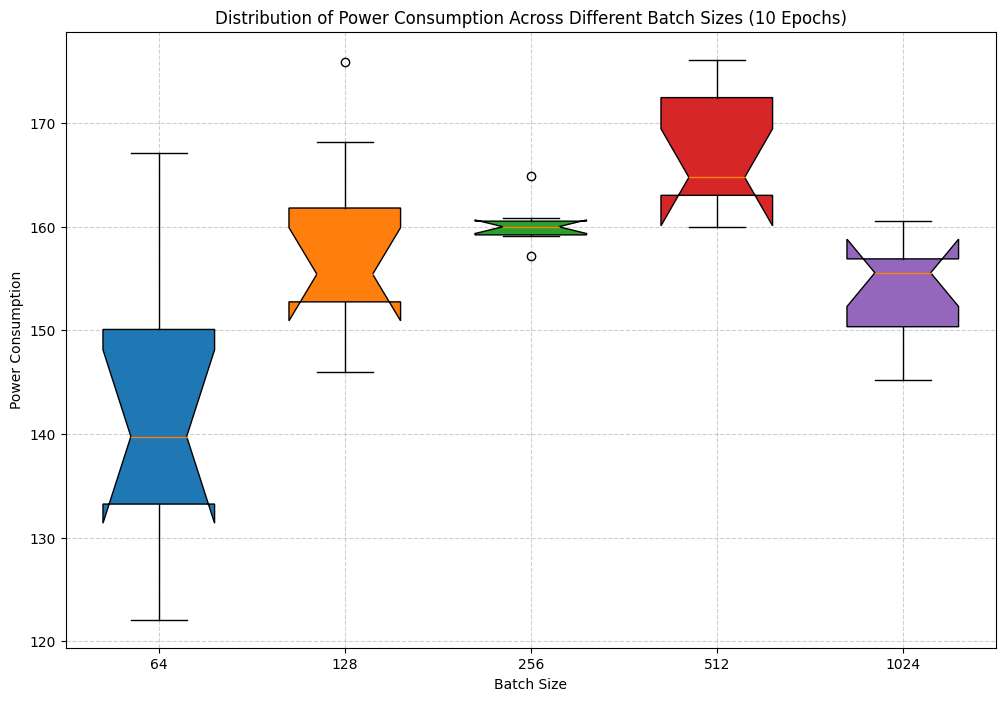 Distribution of Power Consumption Across Different Batch Sizes (10 Epochs)
Power Consumption
170
160
150
140
130
120
64 128 256 512 1024
Batch Size